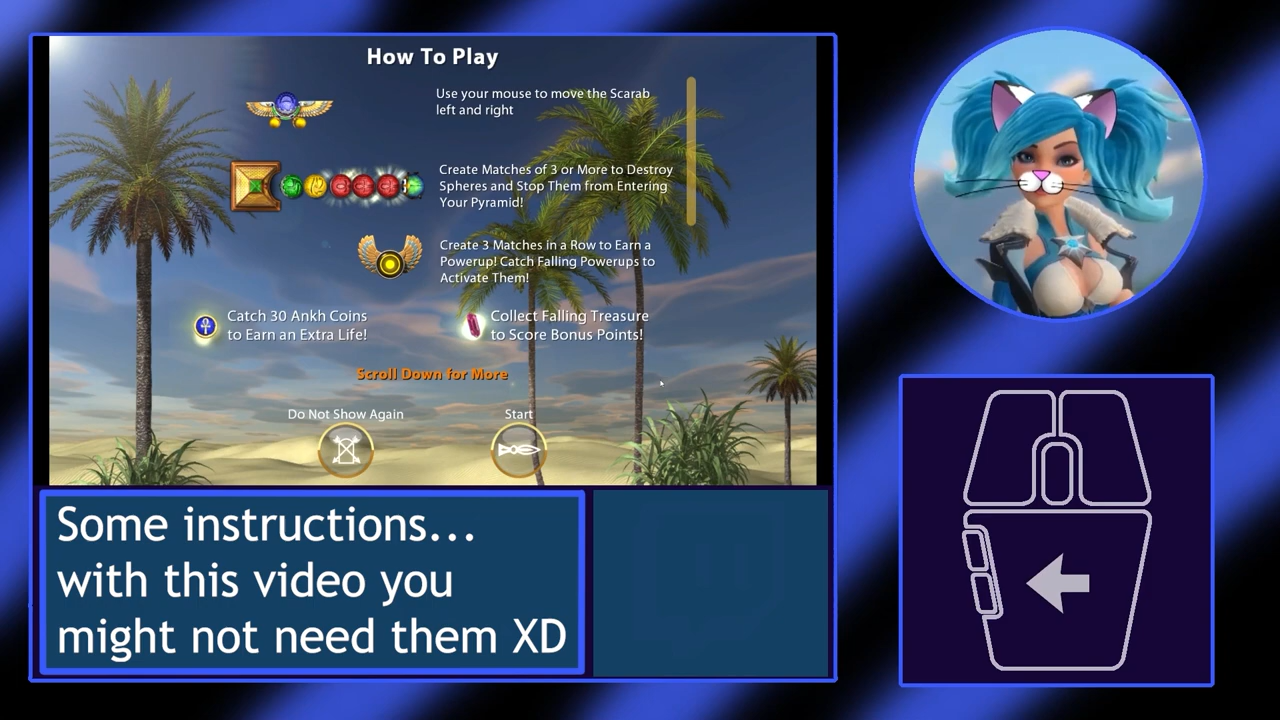 How To Play
Use your mouse to move the Scarab
left and right
Create Matches of 3 or More to Destroy
Spheres and Stop Them from Entering
Your Pyramid!
Create 3 Matches in a Row to Earn a
Powerup! Catch Falling Powerups to
Activate Them!
Catch 30 Ankh Coins
to Earn an Extra Life!
Collect Falling Treasure
to Score Bonus Points!
Scroll Down for More
Do Not Show Again
Start
Some instructions...
with this video you
might not need them XD